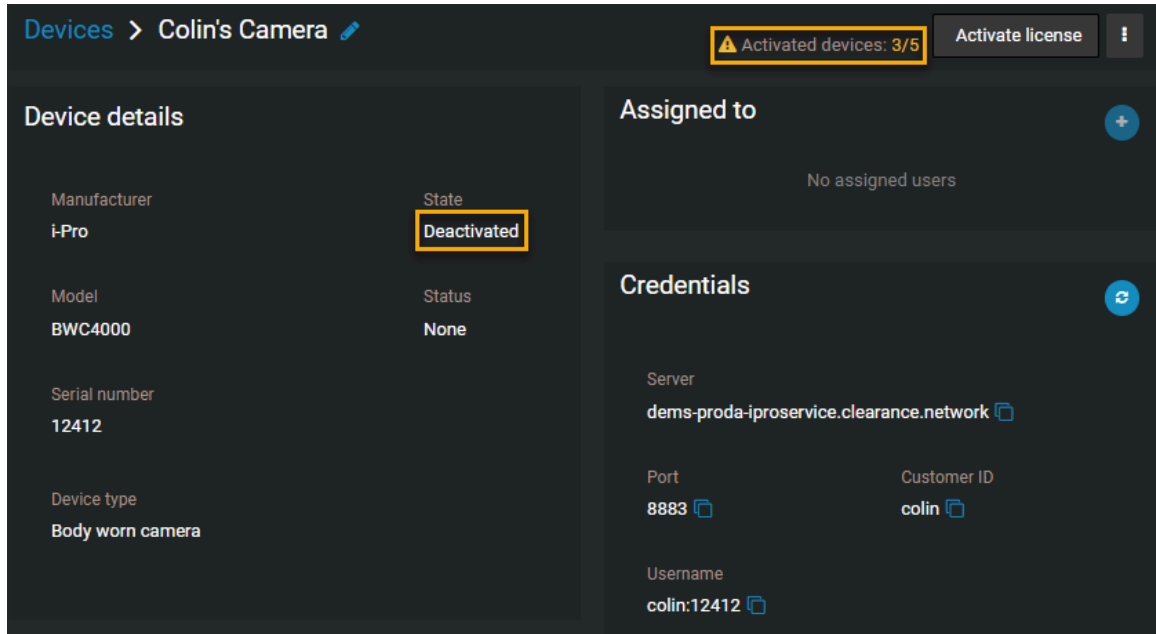 Devices > Colin's Camera
Activated devices: 3/5
Activate license
Device details
Manufacturer
i-Pro
State
Deactivated
Model
BWC4000
Status
None
Serial number
12412
Device type
Body worn camera
Assigned to
No assigned users
Credentials
Server
dems-proda-iproservice.clearance.network
Port
8883
Customer ID
colin
Username
colin:12412